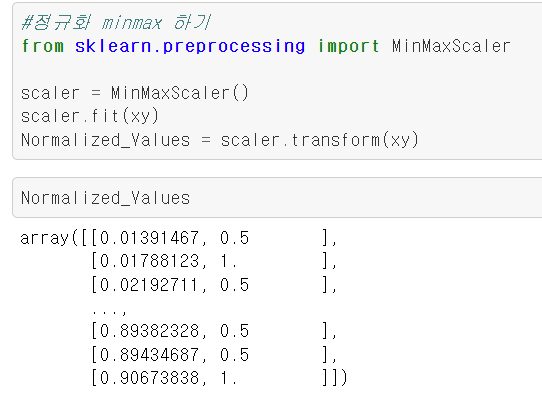 #정규화 minmax 하기
from sklearn.preprocessing import MinMaxScaler
scaler = MinMaxScaler()
scaler.fit(xy)
Normalized_Values = scaler.transform(xy)
Normalized_Values
array([[0.01391467, 0.5       ],
       [0.01788123, 1.        ],
       [0.02192711, 0.5       ],
       ...,
       [0.89382328, 0.5       ],
       [0.89434687, 0.5       ],
       [0.90673838, 1.        ]])